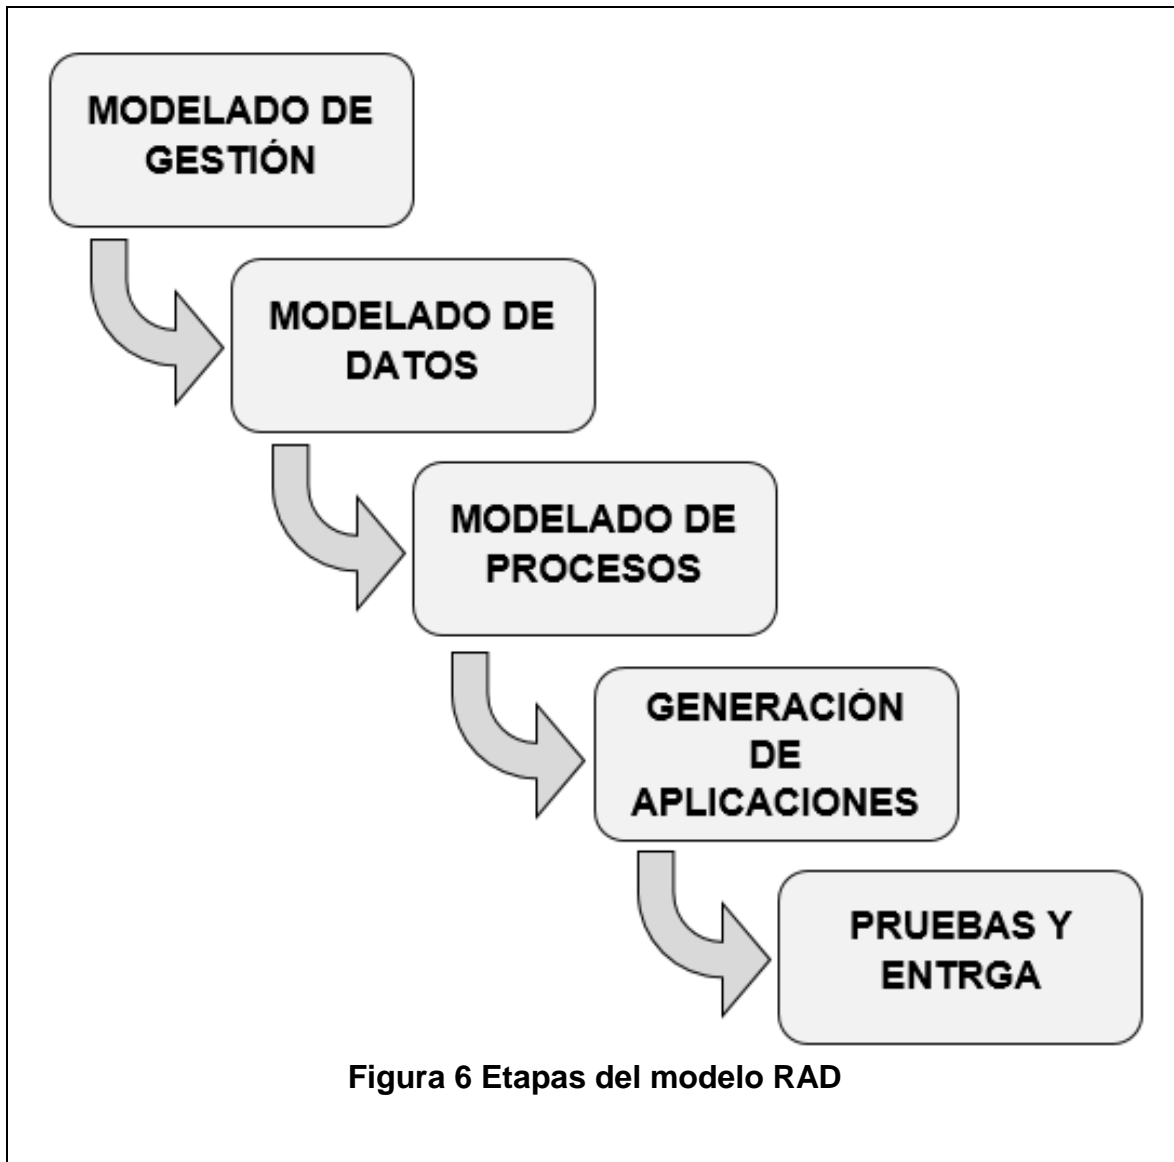 MODELADO DE
GESTIÓN
MODELADO DE
DATOS
MODELADO DE
PROCESOS
GENERACIÓN
DE
APLICACIONES
PRUEBAS Y
ENTRGA
Figura 6 Etapas del modelo RAD